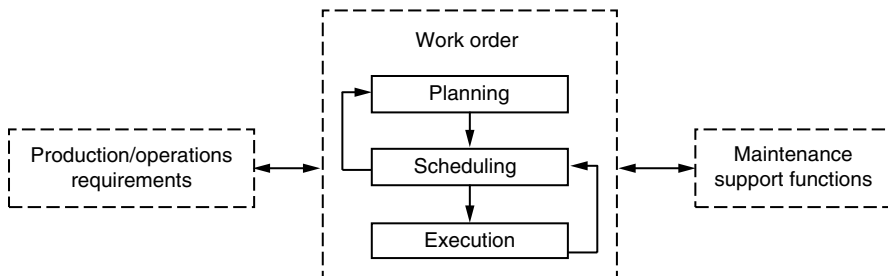 Work order
Planning
Production/operations
requirements
Scheduling
Maintenance
support functions
Execution